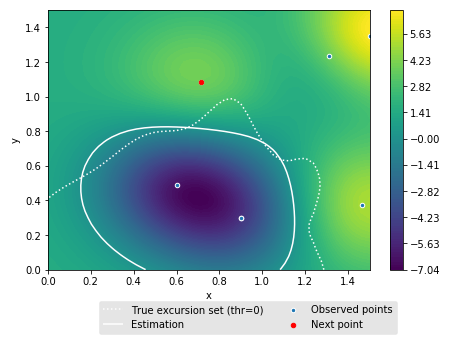 1.4
1.2
1.0
0.8
0.6
0.4
0.2
0.0
y
0.0 0.2 0.4 0.6 0.8 1.0 1.2 1.4
x
5.63
4.23
2.82
1.41
−0.00
−1.41
−2.82
−4.23
−5.63
−7.04
True excursion set (thr=0)
Estimation
Observed points
Next point